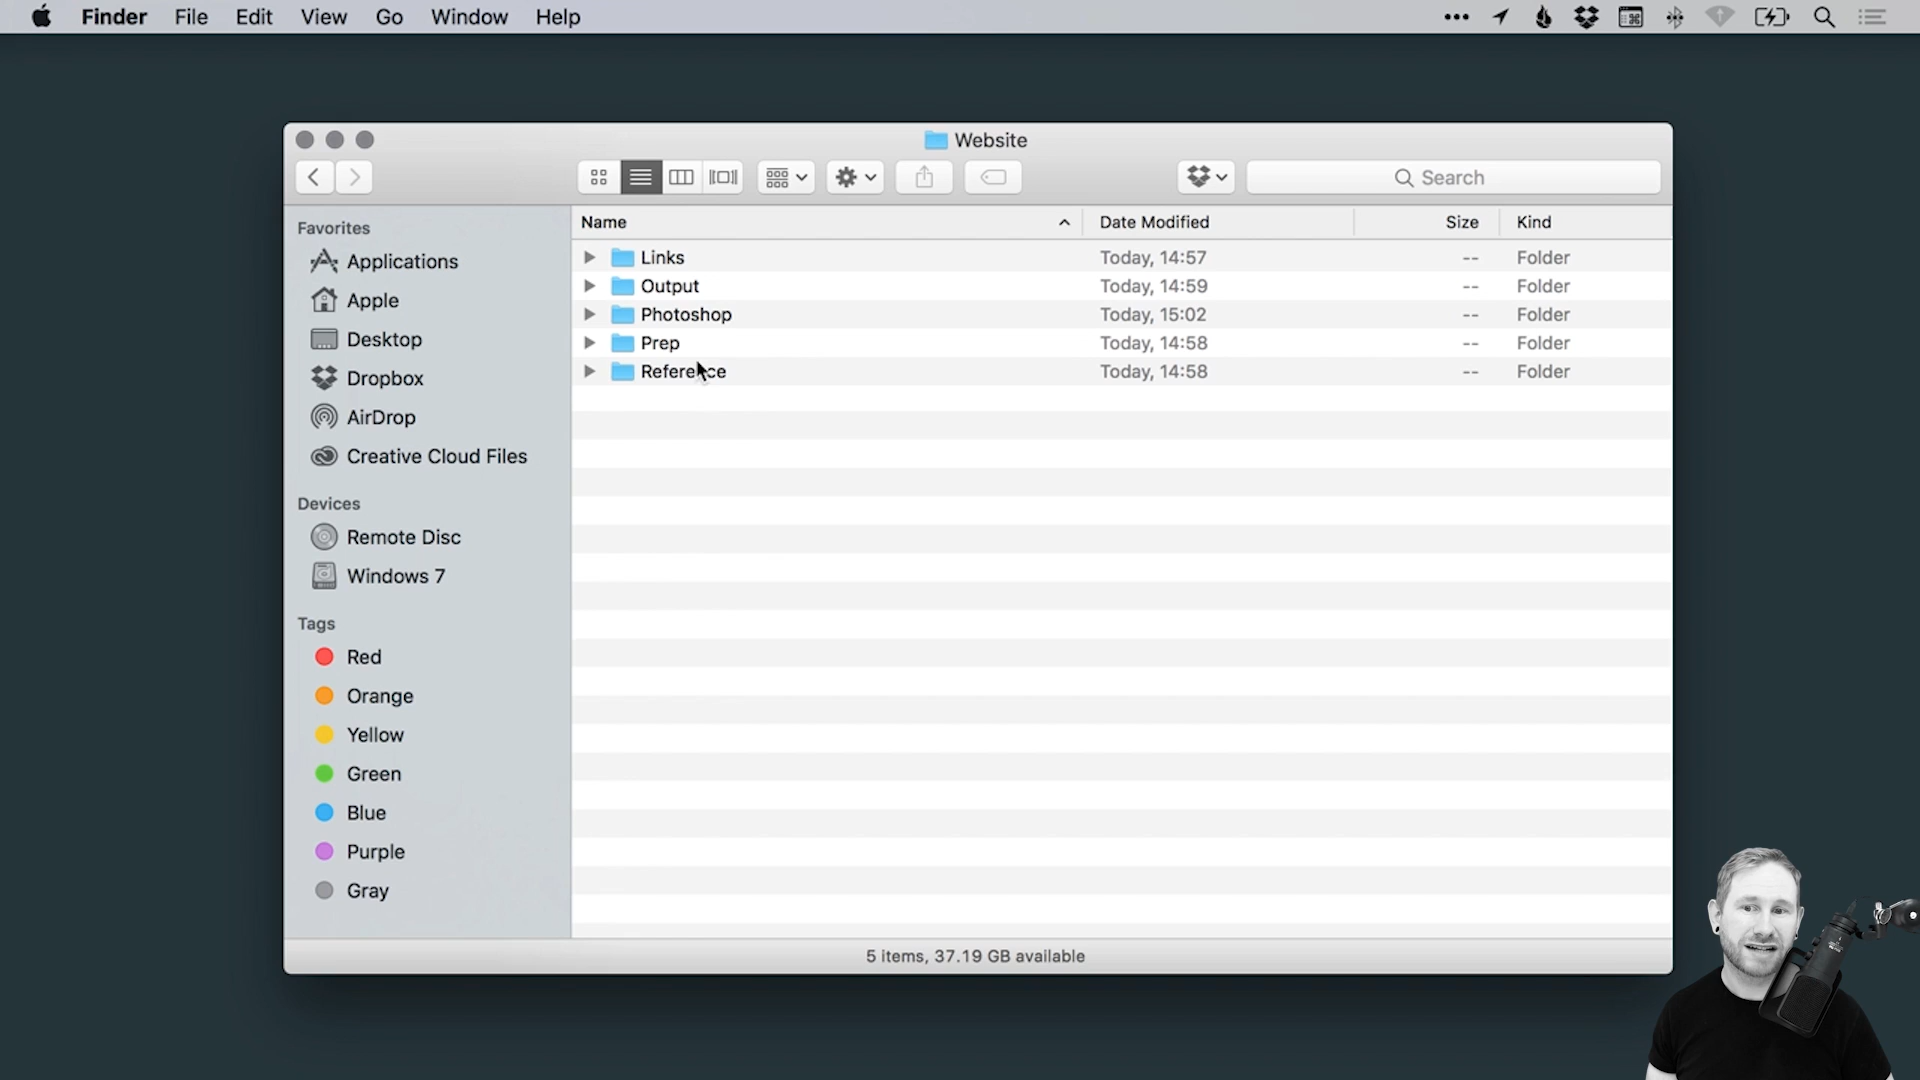 Finder File Edit View Go Window Help
Website
Search
Favorites
Applications
Apple
Desktop
Dropbox
AirDrop
Creative Cloud Files
Devices
Remote Disc
Windows 7
Tags
Red
Orange
Yellow
Green
Blue
Purple
Gray
Name Date Modified Size Kind
Links Today, 14:57 -- Folder
Output Today, 14:59 -- Folder
Photoshop Today, 15:02 -- Folder
Prep Today, 14:58 -- Folder
Reference Today, 14:58 -- Folder
5 items, 37.19 GB available